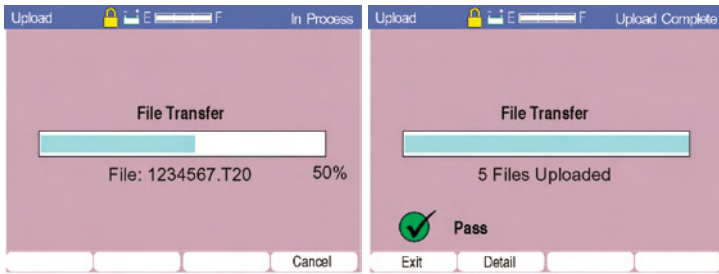 Upload E F In Process
File Transfer
File: 1234567.T20 50%
Cancel
Upload E F Upload Complete
File Transfer
5 Files Uploaded
Pass
Exit Detail